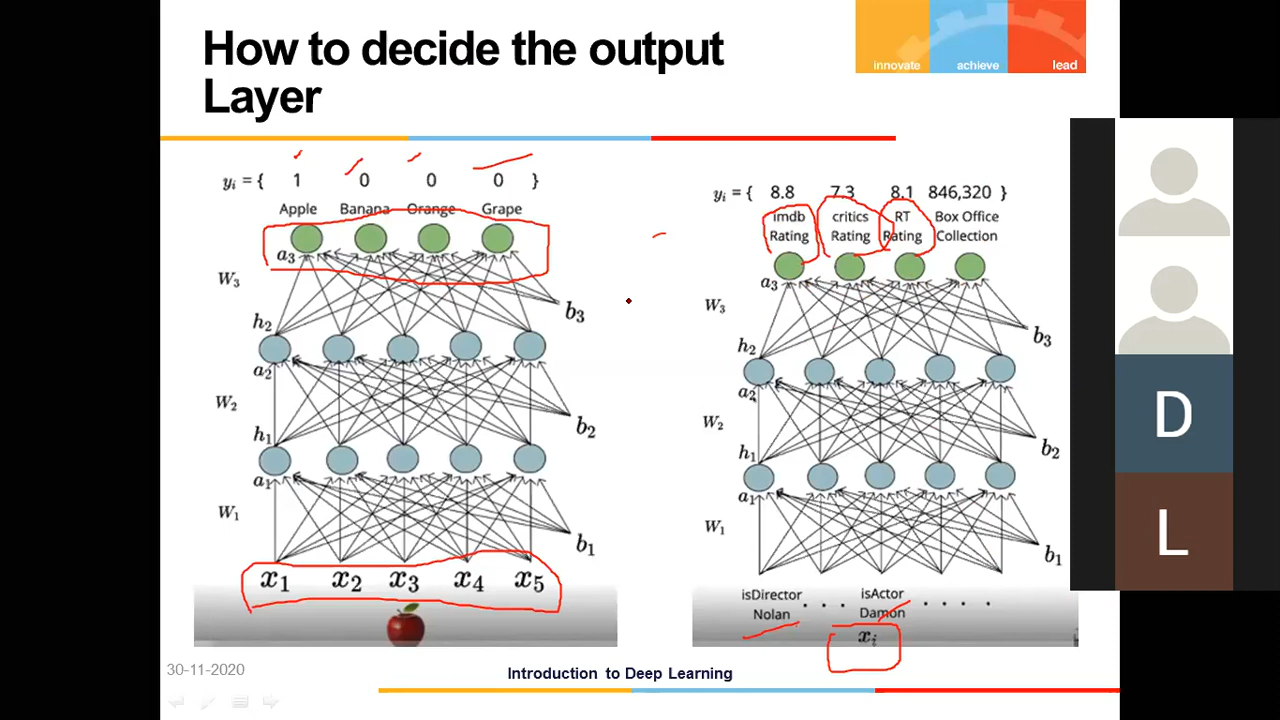 How to decide the output
Layer
innovate achieve lead
yᵢ = { 1 0 0 0 }
Apple Banana Orange Grape
a₃
W₃
b₃
h₂
a₂
W₂
b₂
h₁
a₁
W₁
b₁
x₁ x₂ x₃ x₄ x₅
yᵢ = { 8.8 7.3 8.1 846,320 }
imdb critics RT Box Office
Rating Rating Rating Collection
a₃
W₃
b₃
h₂
a₂
W₂
b₂
h₁
a₁
W₁
b₁
isDirector isActor
Nolan . . . Damon . . . .
xᵢ
D
L
30-11-2020
Introduction to Deep Learning